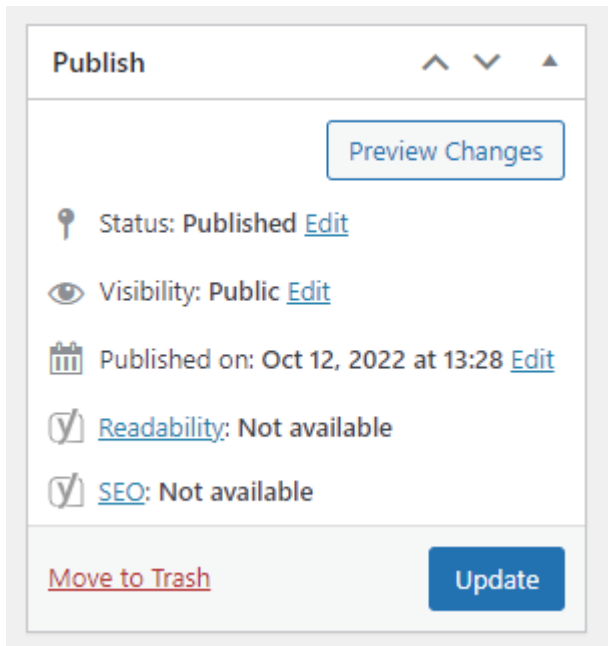 Publish
Preview Changes
Status: Published Edit
Visibility: Public Edit
Published on: Oct 12, 2022 at 13:28 Edit
Readability: Not available
SEO: Not available
Move to Trash
Update